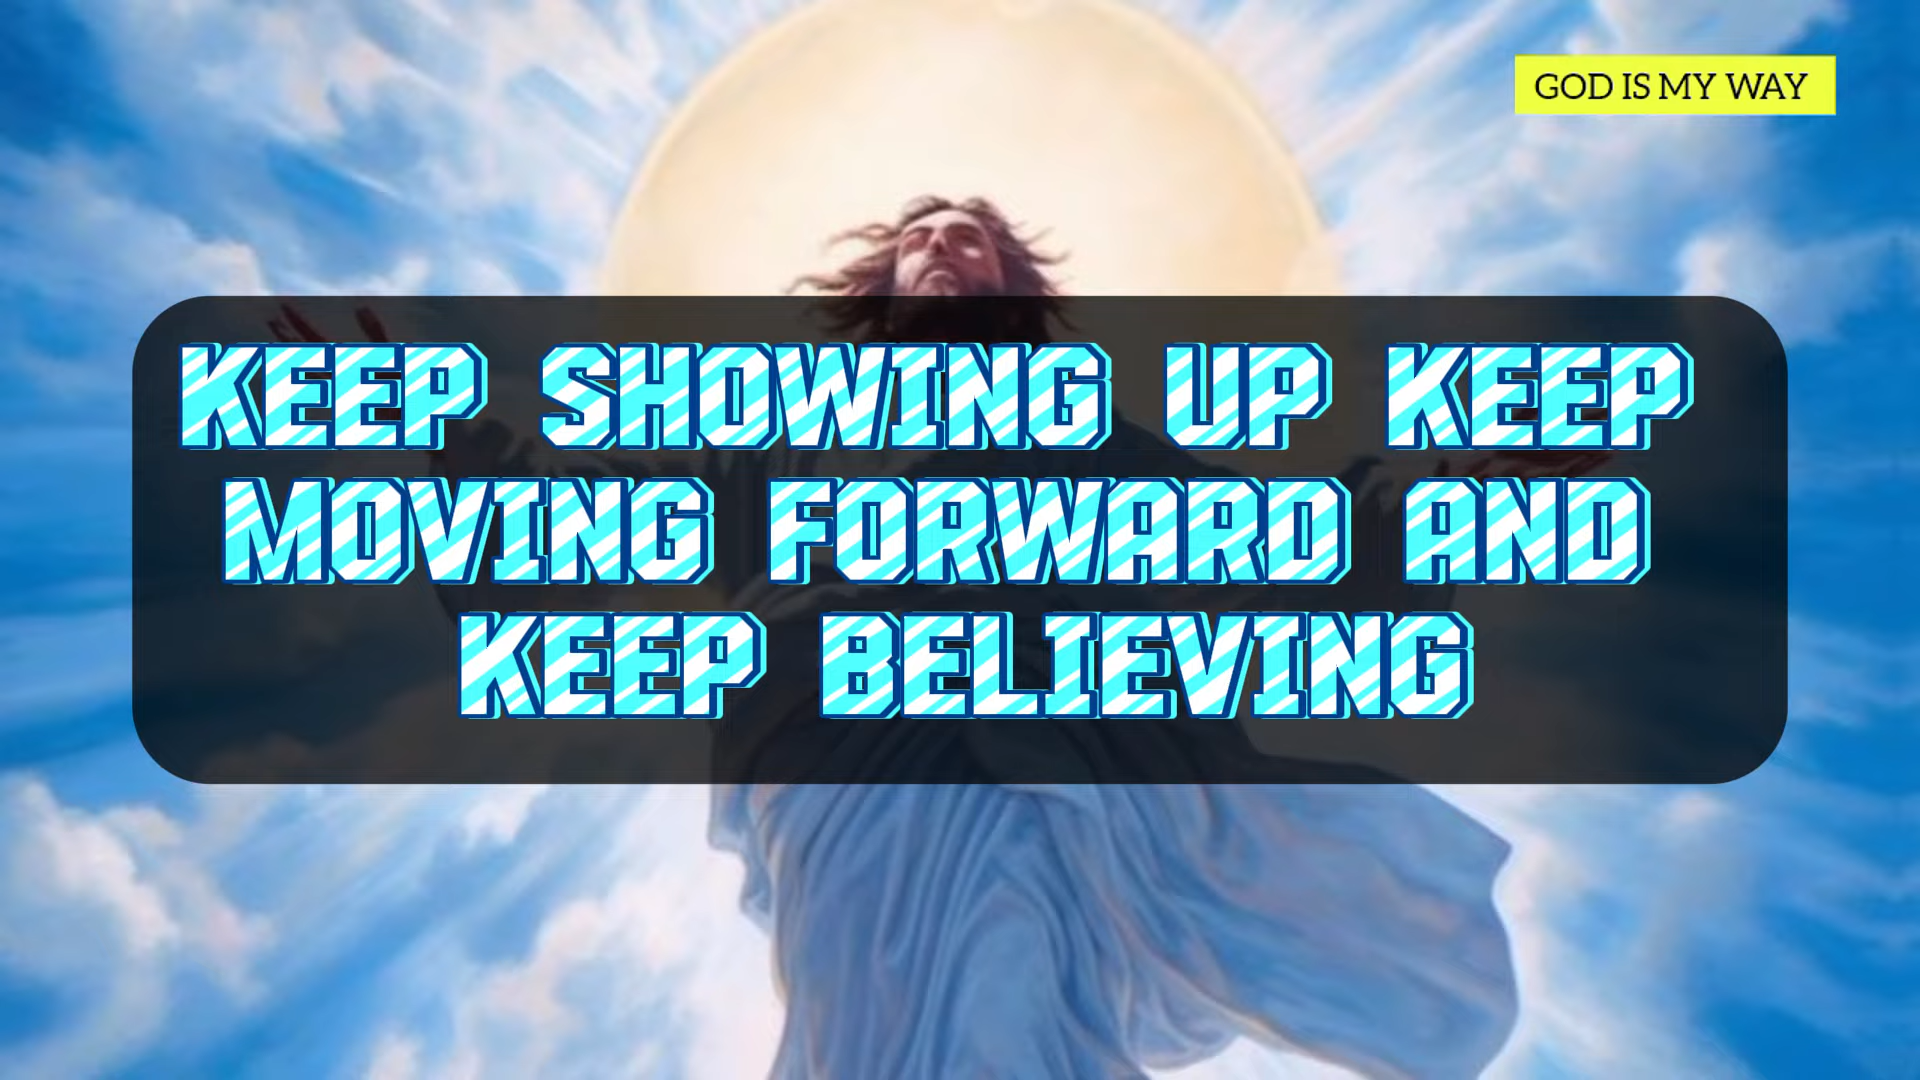 GOD IS MY WAY
KEEP SHOWING UP KEEP
MOVING FORWARD AND
KEEP BELIEVING